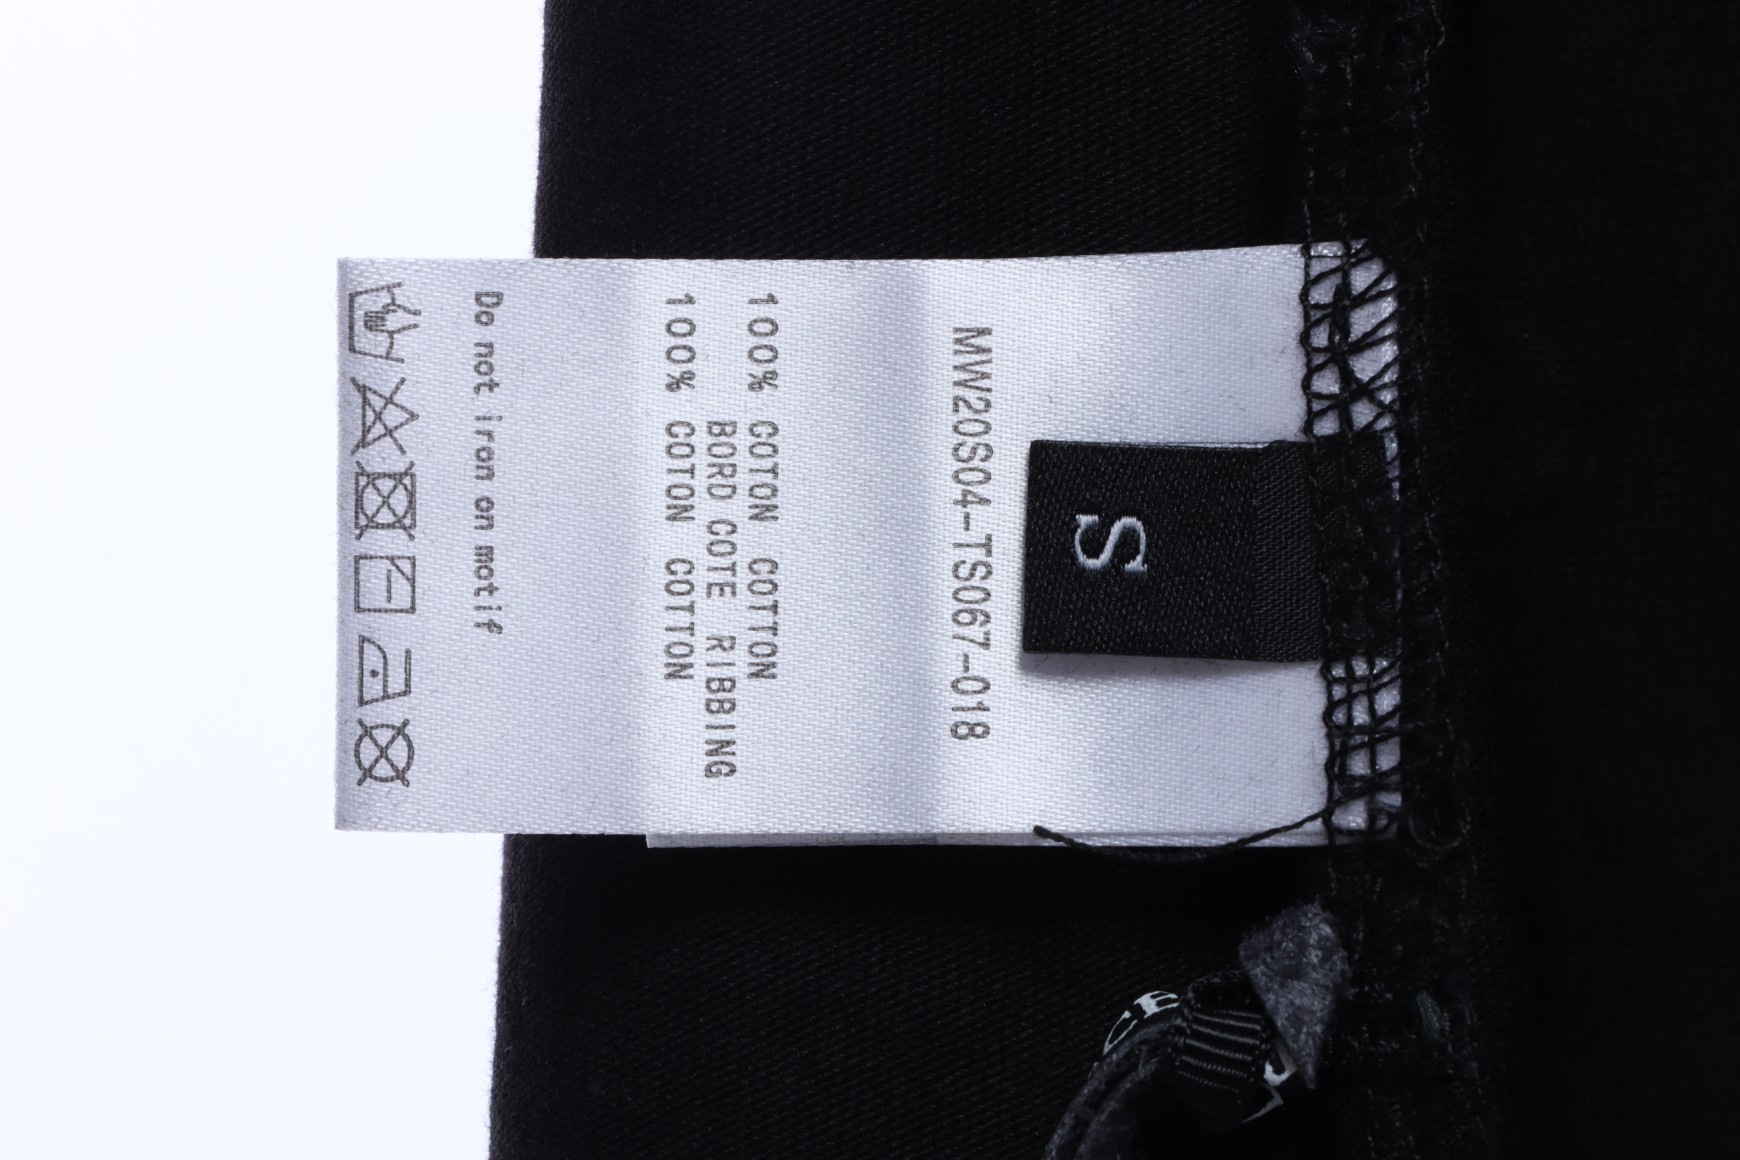 S
MW20S04-TS067-018
100% COTON COTTON
BORD COTE RIBBING
100% COTON COTTON
Do not iron on motif